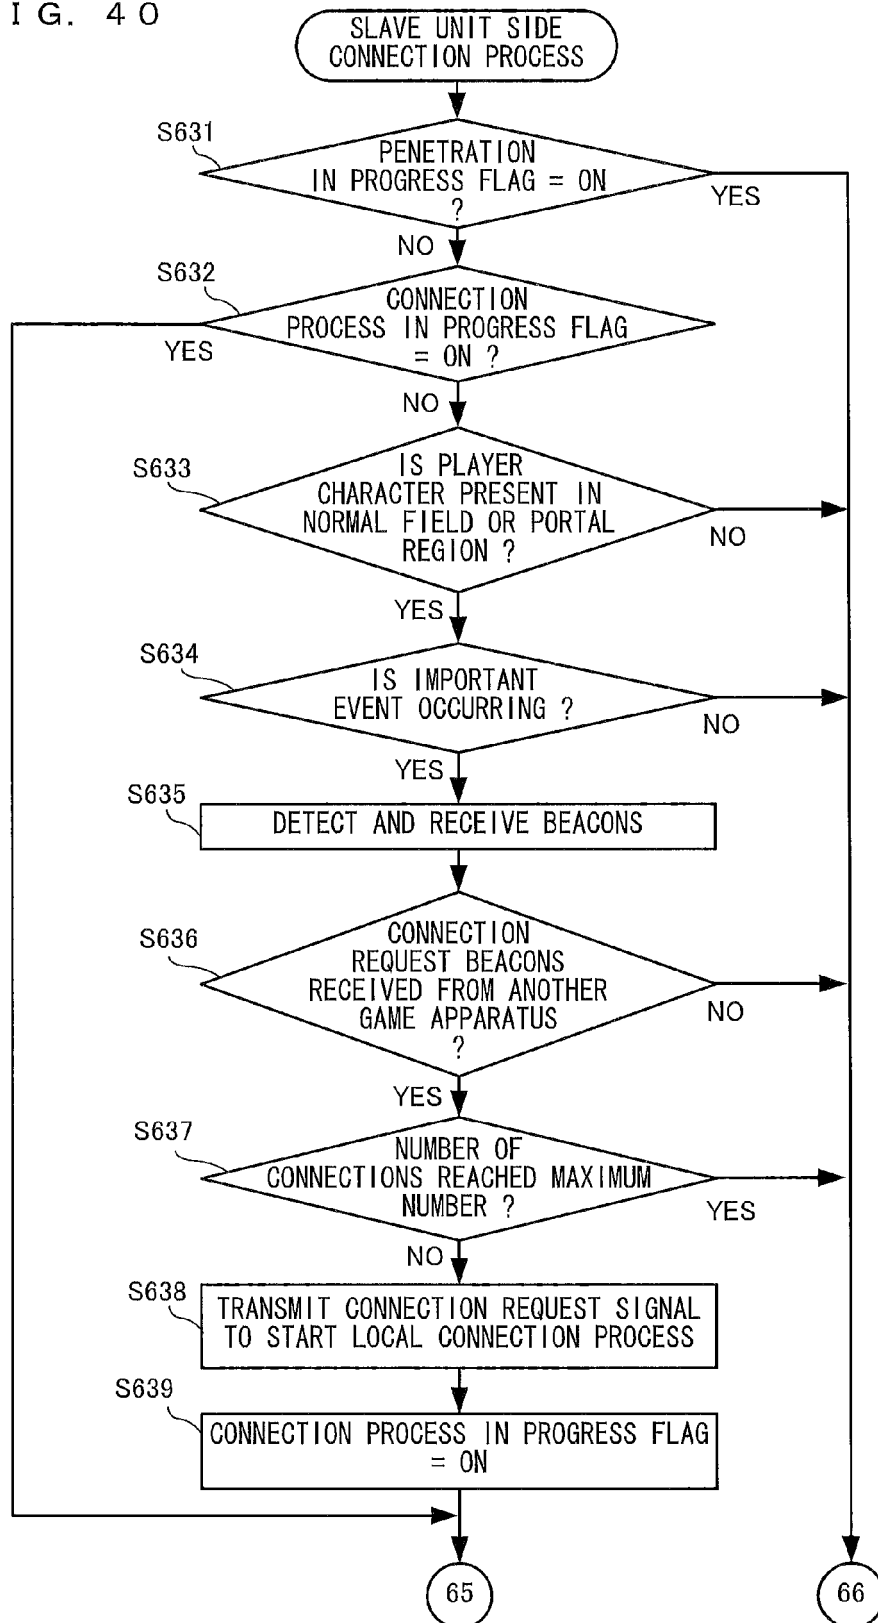 I G. 40
SLAVE UNIT SIDE
CONNECTION PROCESS
S631
PENETRATION
IN PROGRESS FLAG = ON
?
YES
NO
S632
CONNECTION
PROCESS IN PROGRESS FLAG
= ON ?
YES
NO
S633
IS PLAYER
CHARACTER PRESENT IN
NORMAL FIELD OR PORTAL
REGION ?
NO
YES
S634
IS IMPORTANT
EVENT OCCURRING ?
NO
YES
S635
DETECT AND RECEIVE BEACONS
S636
CONNECTION
REQUEST BEACONS
RECEIVED FROM ANOTHER
GAME APPARATUS
?
NO
YES
S637
NUMBER OF
CONNECTIONS REACHED MAXIMUM
NUMBER ?
YES
NO
S638
TRANSMIT CONNECTION REQUEST SIGNAL
TO START LOCAL CONNECTION PROCESS
S639
CONNECTION PROCESS IN PROGRESS FLAG
= ON
65
66